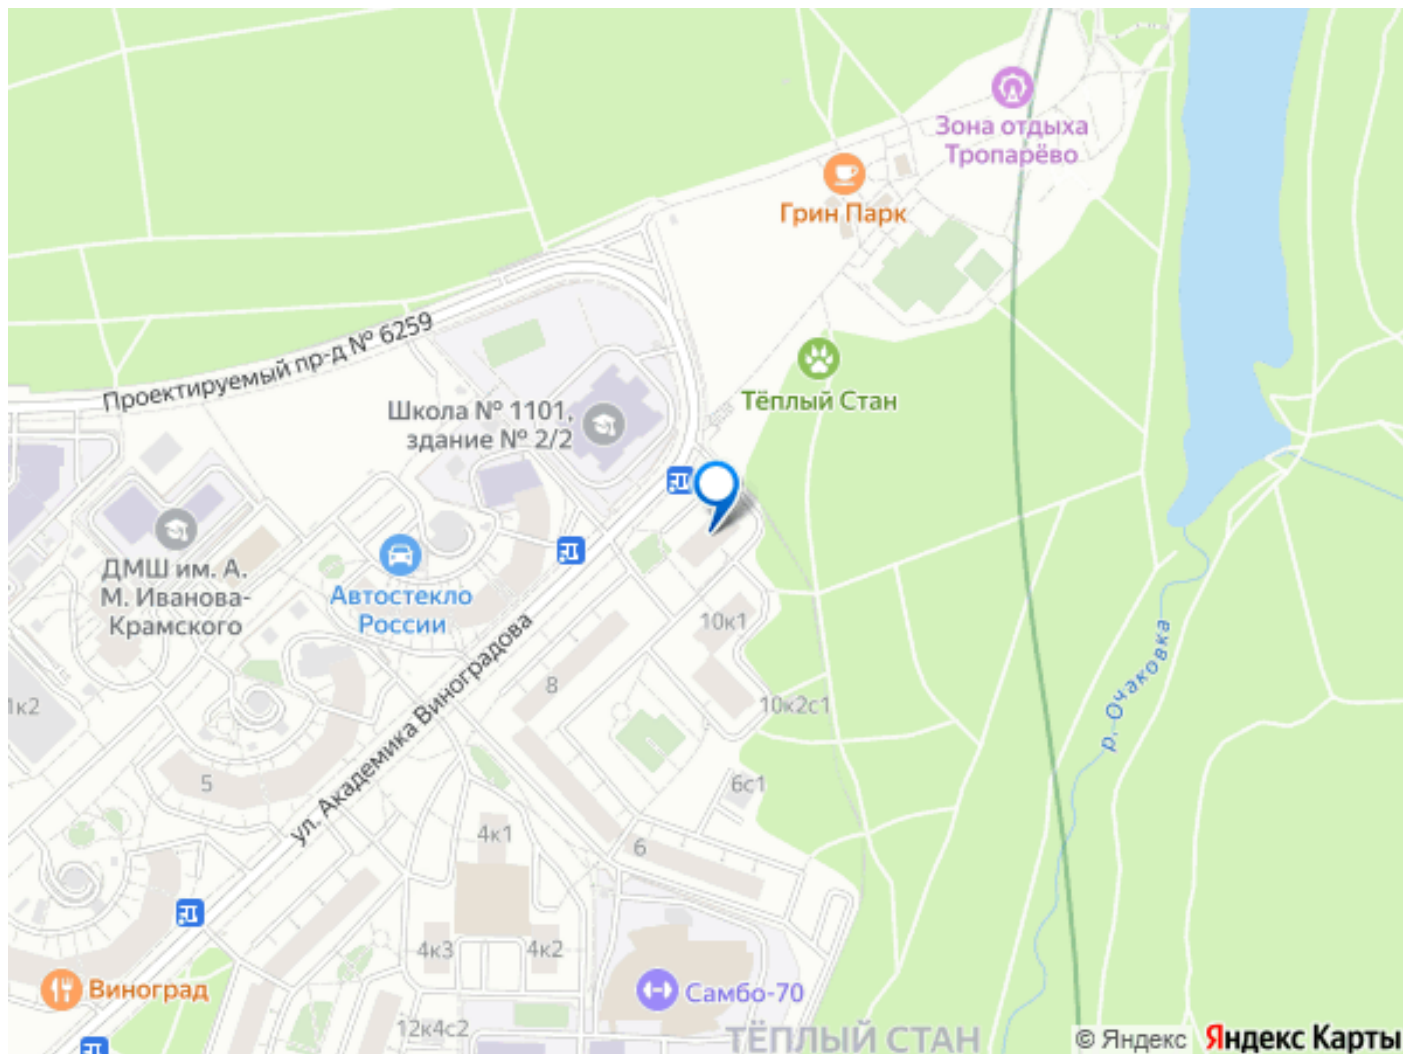 Зона отдыха
Тропарёво
Грин Парк
Проектируемый пр-д № 6259
Тёплый Стан
Школа № 1101,
здание № 2/2
ДМШ им. А.
М. Иванова-
Крамского
Автостекло
России
10к1
р. Очаковка
ул. Академика Виноградова
8
10к2с1
1к2
5
6с1
4к1
6
4к3
4к2
Виноград
Самбо-70
12к4с2
ТЁПЛЫЙ СТАН
© Яндекс Яндекс Карты